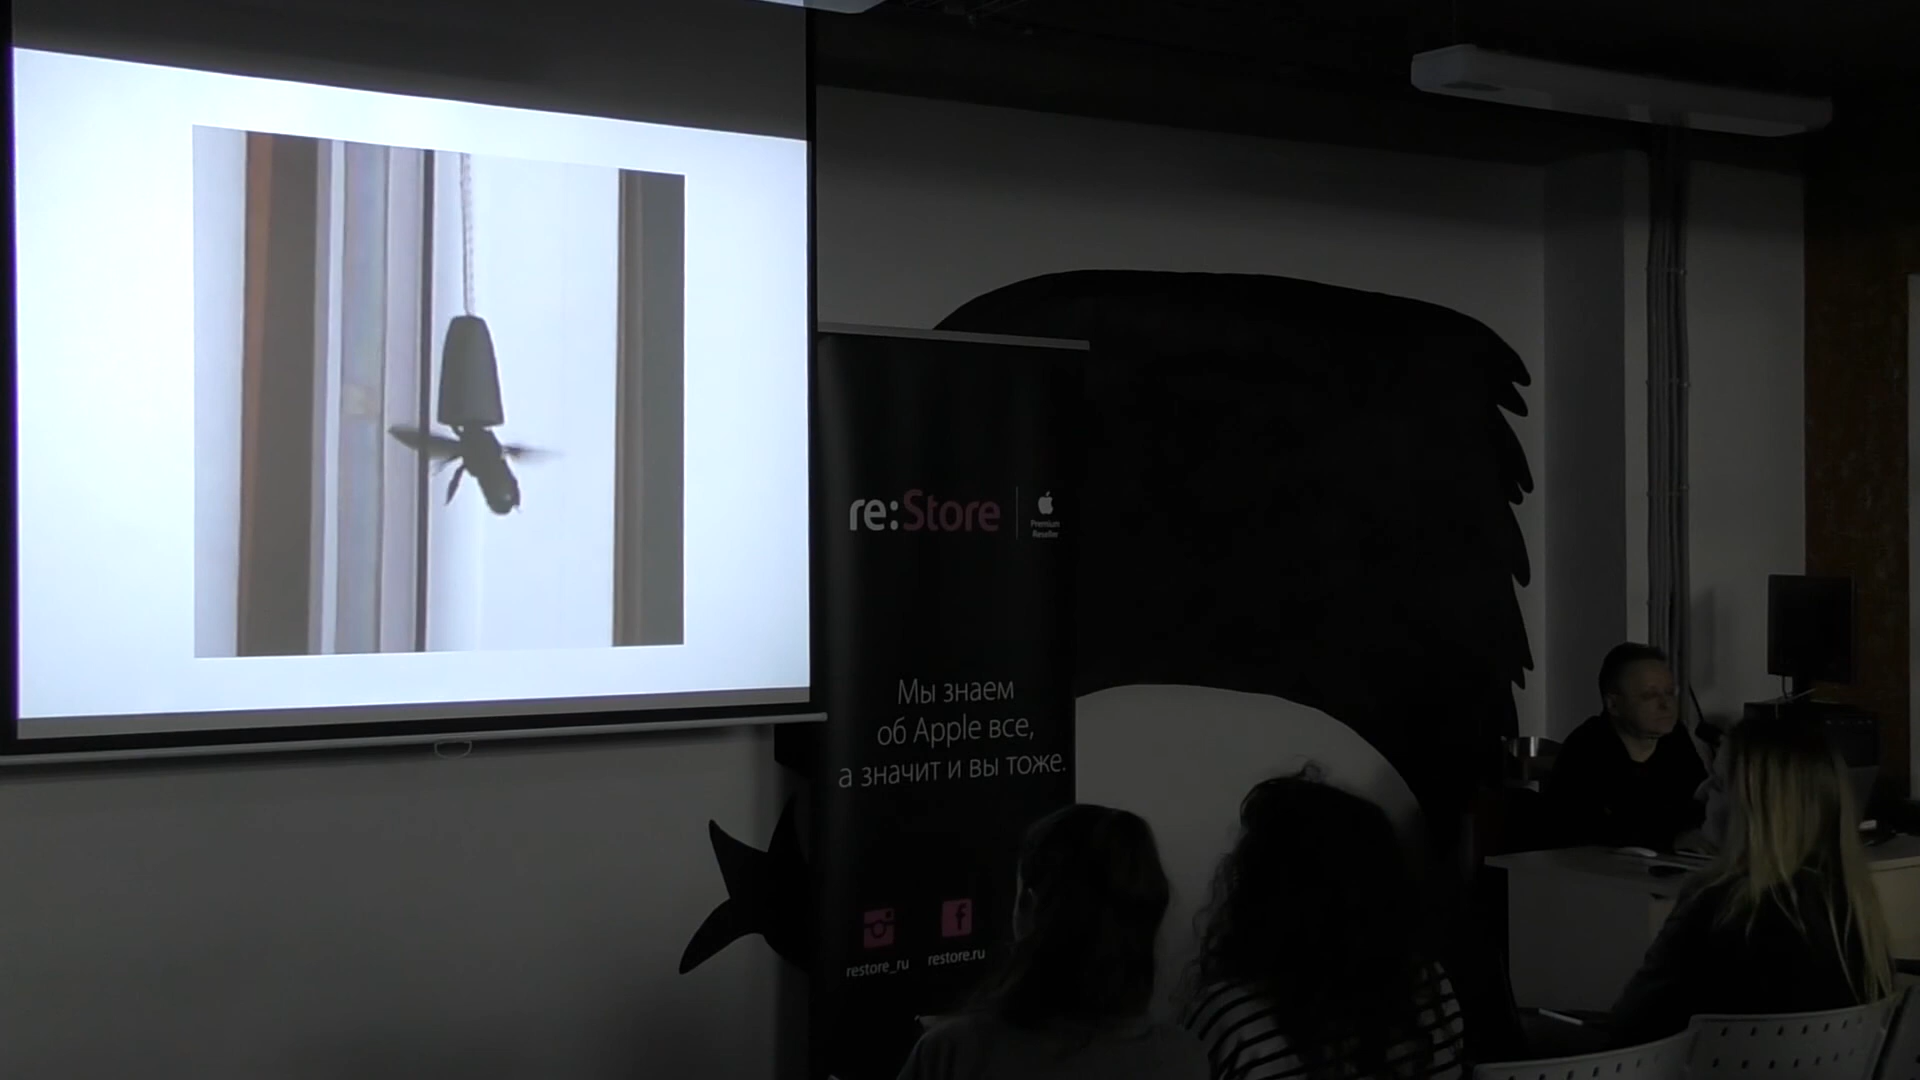 re:Store
Premium
Reseller
Мы знаем
об Apple все,
а значит и вы тоже.
restore_ru
restore.ru